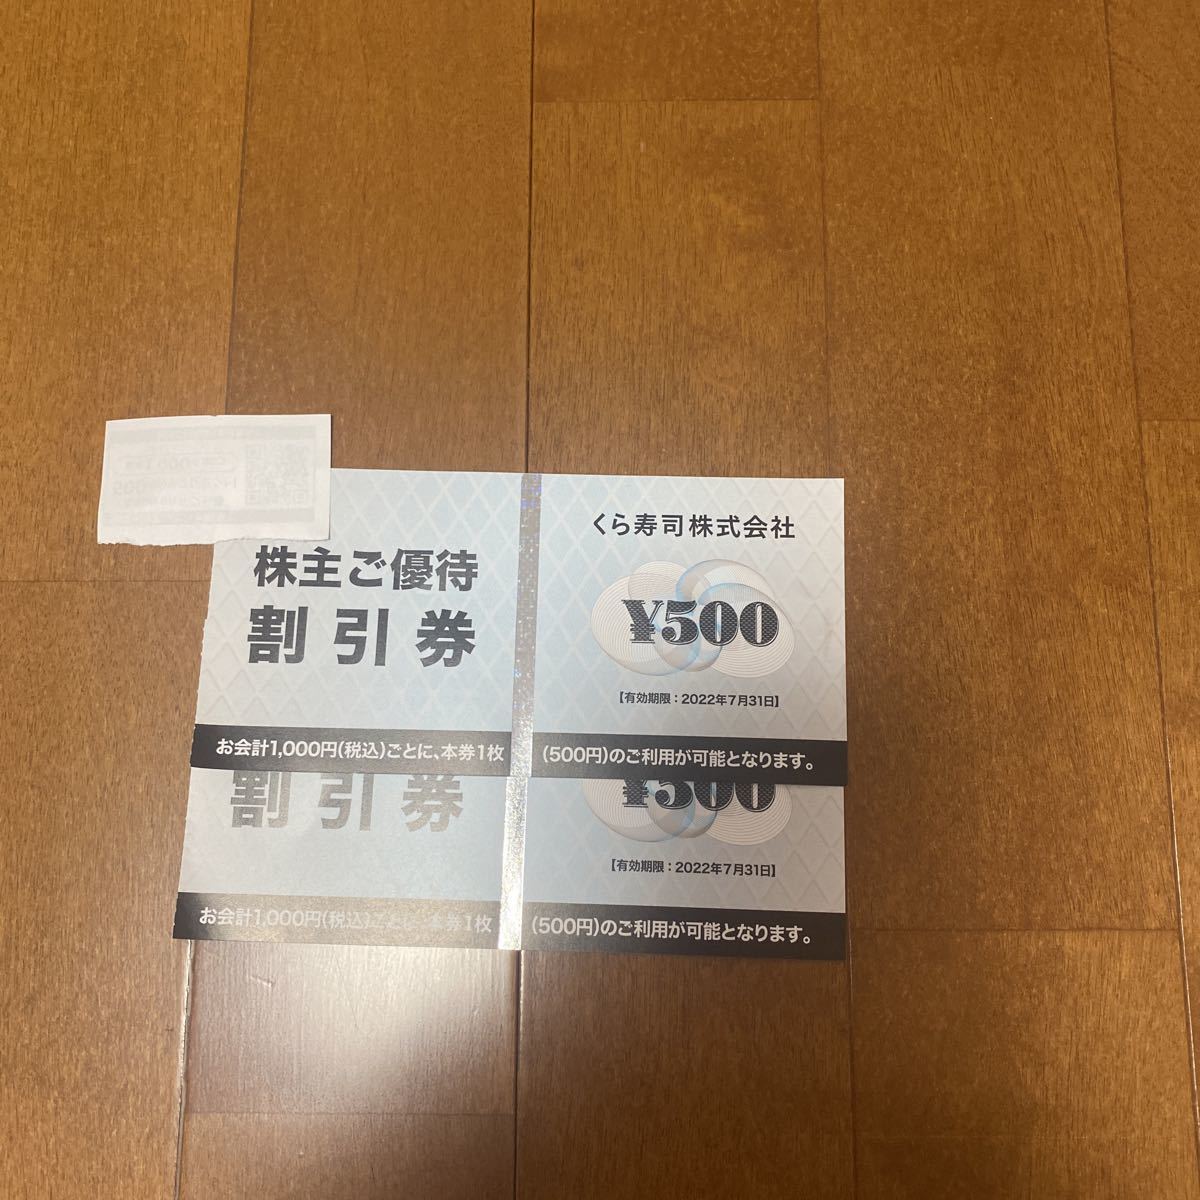 株主ご優待
割引券
くら寿司株式会社
¥500
【有効期限：2022年7月31日】
お会計1,000円(税込)ごとに、本券1枚 (500円)のご利用が可能となります。
割引券
¥500
【有効期限：2022年7月31日】
お会計1,000円(税込)ごとに、本券1枚 (500円)のご利用が可能となります。